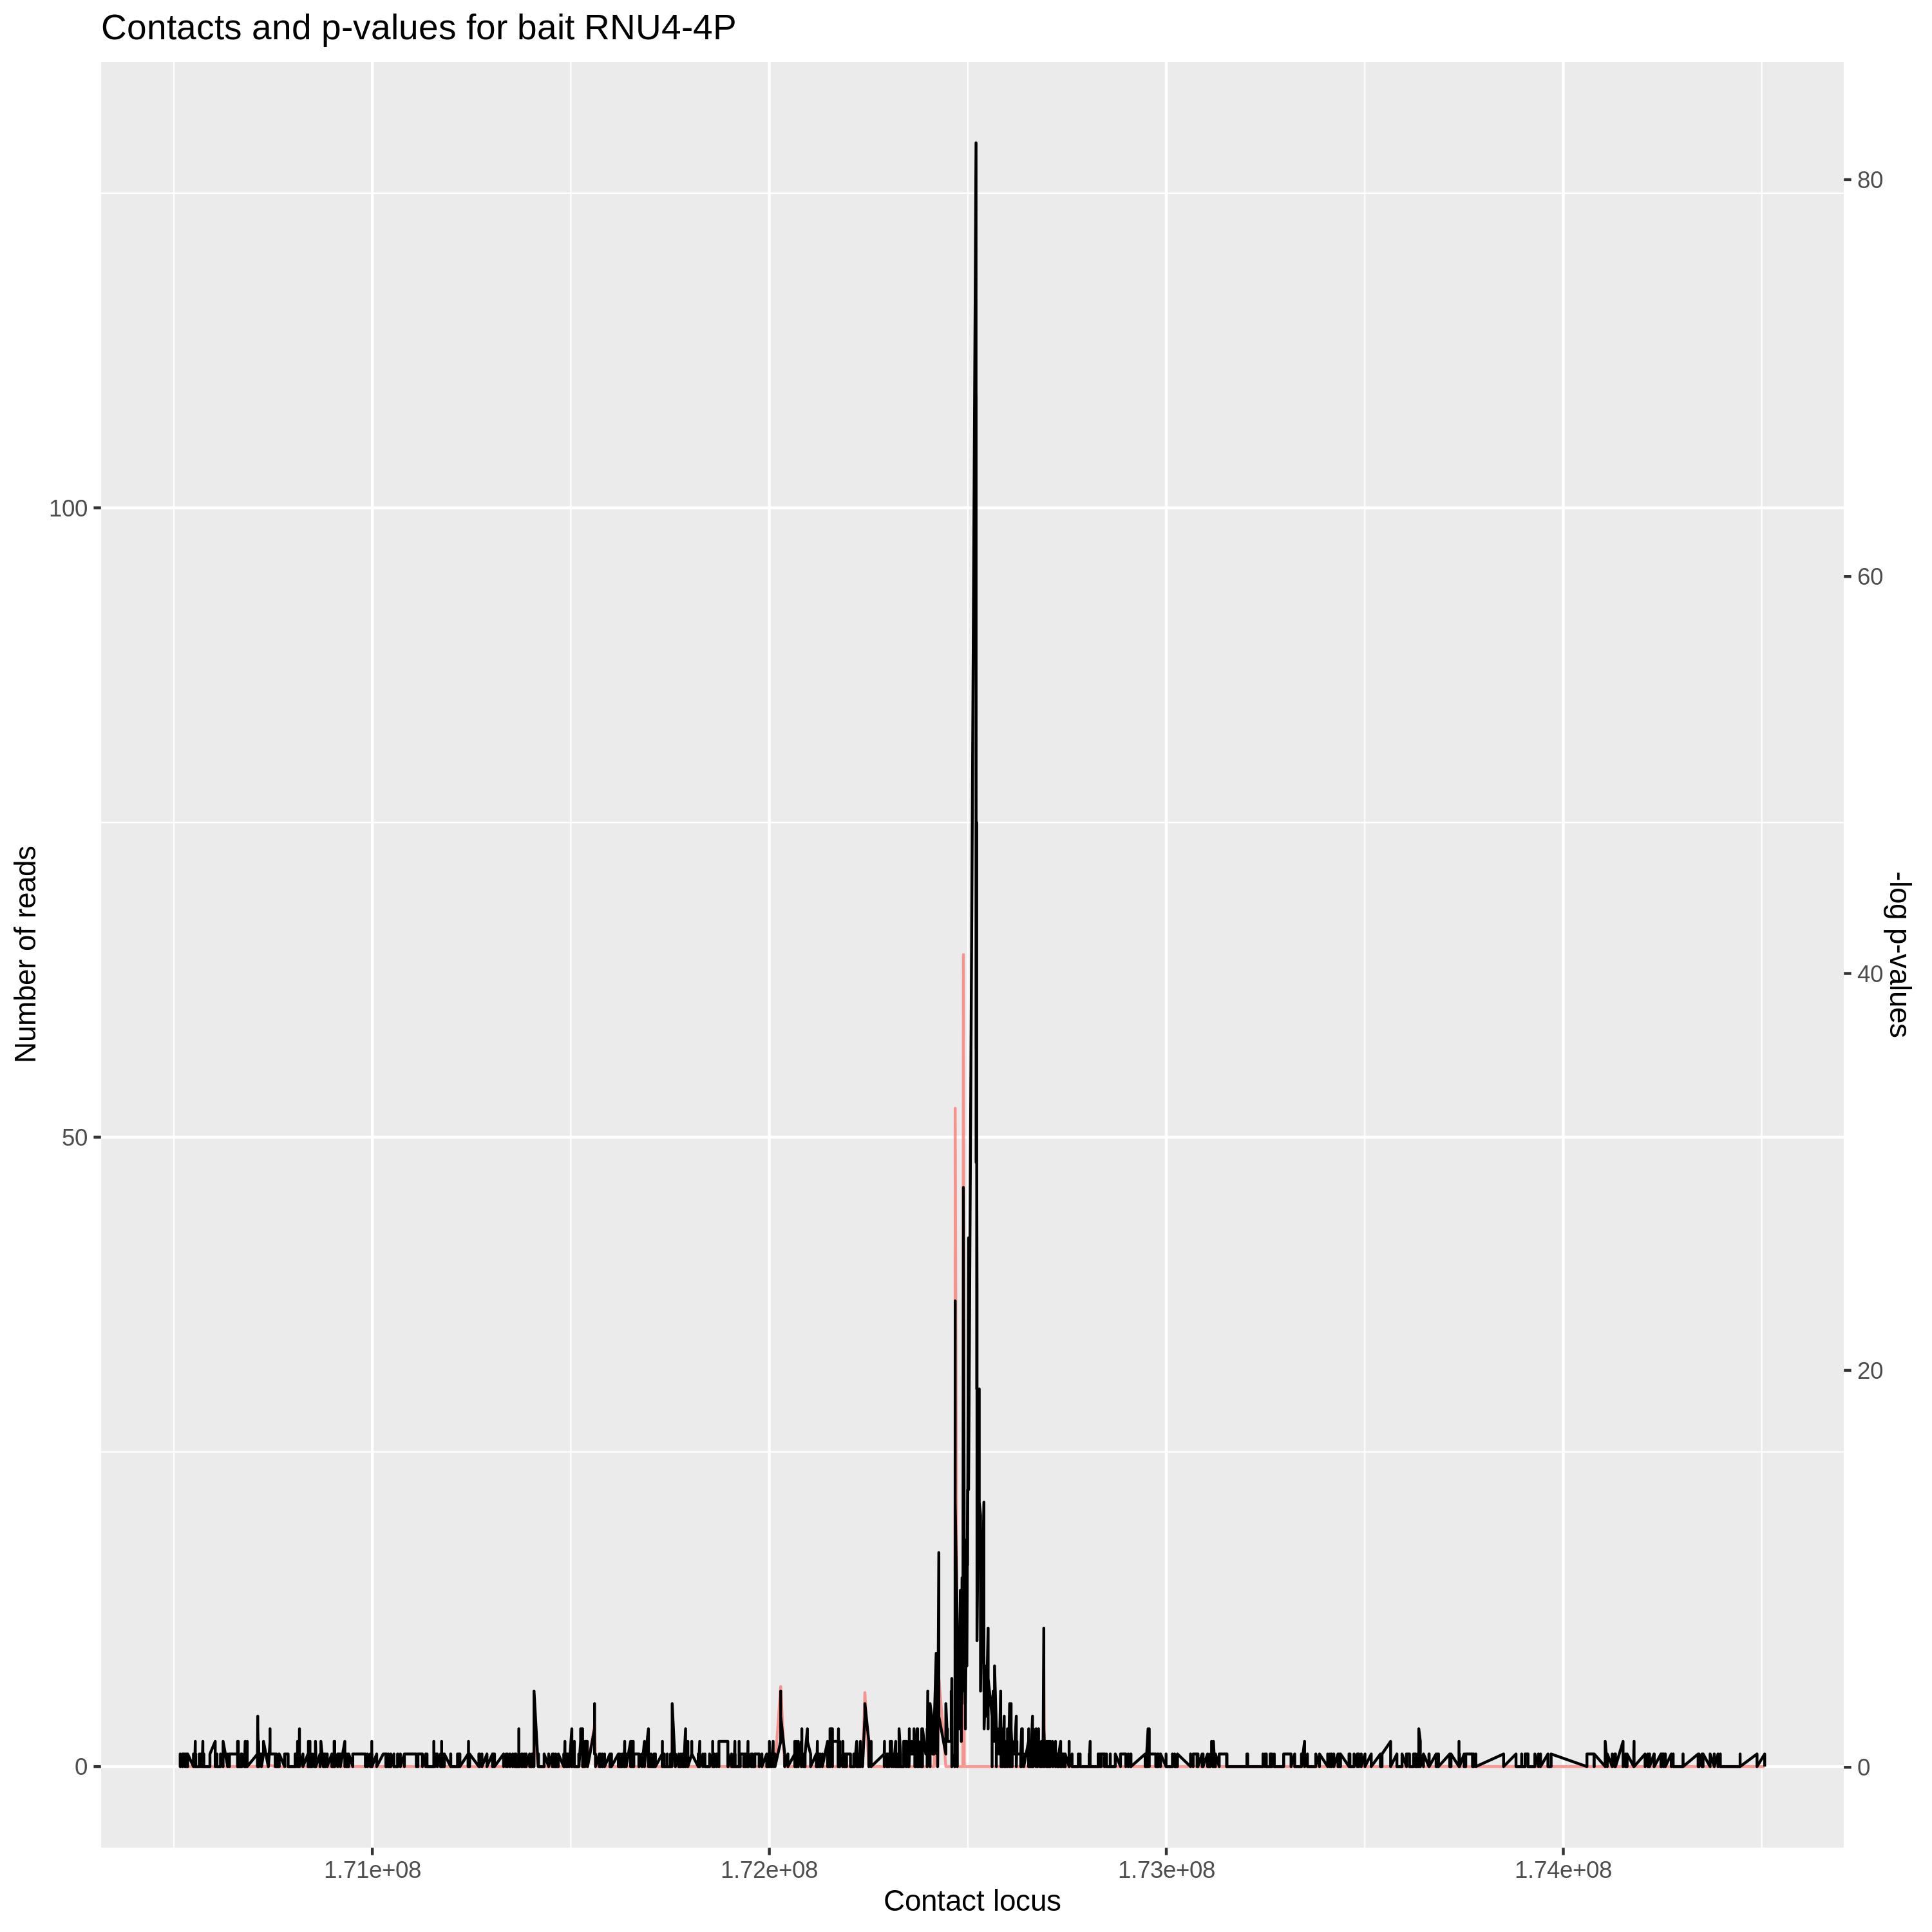 Contacts and p-values for bait RNU4-4P
Number of reads
100
50
0
80
60
40
20
0
-log p-values
1.71e+08 1.72e+08 1.73e+08 1.74e+08
Contact locus